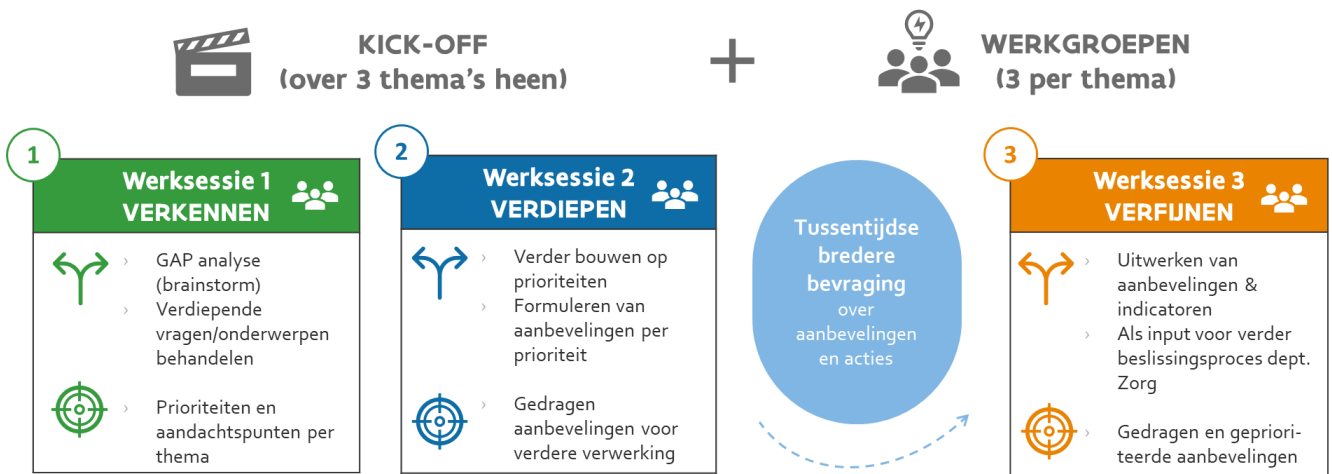 KICK-OFF
(over 3 thema's heen)
+
WERKGROEPEN
(3 per thema)
1
Werksessie 1
VERKENNEN
› GAP analyse
(brainstorm)
› Verdiepende
vragen/onderwerpen
behandelen
› Prioriteiten en
aandachtspunten per
thema
2
Werksessie 2
VERDIEPEN
› Verder bouwen op
prioriteiten
› Formuleren van
aanbevelingen per
prioriteit
› Gedragen
aanbevelingen voor
verdere verwerking
Tussentijdse
bredere
bevraging
over
aanbevelingen
en acties
3
Werksessie 3
VERFIJNEN
› Uitwerken van
aanbevelingen &
indicatoren
› Als input voor verder
beslissingsproces dept.
Zorg
› Gedragen en gepriori-
teerde aanbevelingen